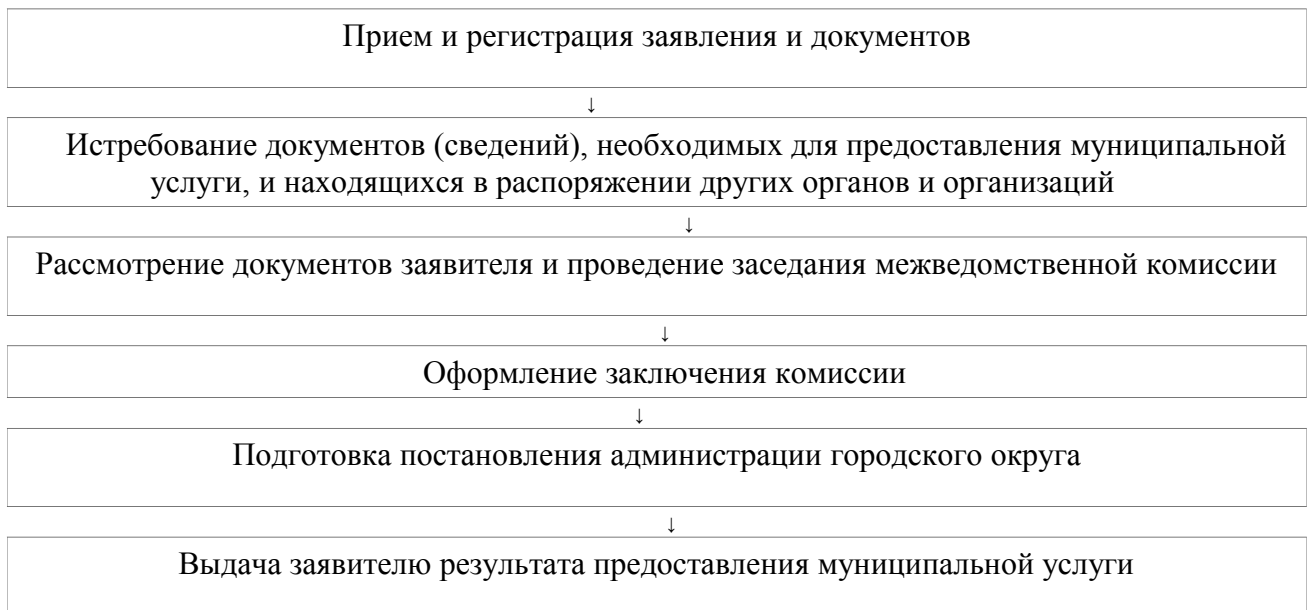 Прием и регистрация заявления и документов
↓
Истребование документов (сведений), необходимых для предоставления муниципальной
услуги, и находящихся в распоряжении других органов и организаций
↓
Рассмотрение документов заявителя и проведение заседания межведомственной комиссии
↓
Оформление заключения комиссии
↓
Подготовка постановления администрации городского округа
↓
Выдача заявителю результата предоставления муниципальной услуги